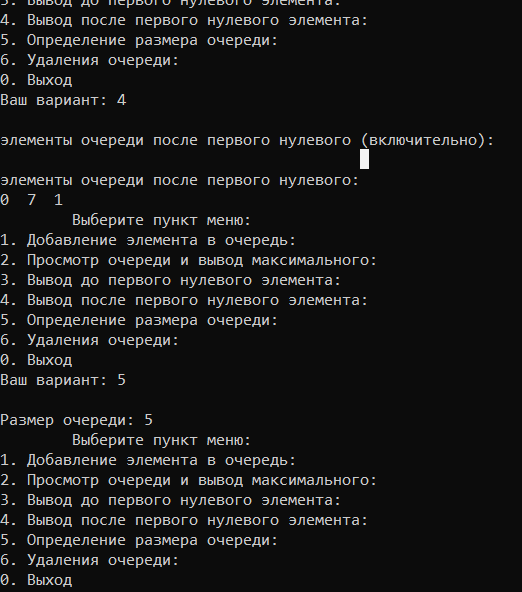 3. Вывод до первого нулевого элемента:
4. Вывод после первого нулевого элемента:
5. Определение размера очереди:
6. Удаления очереди:
0. Выход
Ваш вариант: 4
элементы очереди после первого нулевого (включительно):
элементы очереди после первого нулевого:
0 7 1
Выберите пункт меню:
1. Добавление элемента в очередь:
2. Просмотр очереди и вывод максимального:
3. Вывод до первого нулевого элемента:
4. Вывод после первого нулевого элемента:
5. Определение размера очереди:
6. Удаления очереди:
0. Выход
Ваш вариант: 5
Размер очереди: 5
Выберите пункт меню:
1. Добавление элемента в очередь:
2. Просмотр очереди и вывод максимального:
3. Вывод до первого нулевого элемента:
4. Вывод после первого нулевого элемента:
5. Определение размера очереди:
6. Удаления очереди:
0. Выход